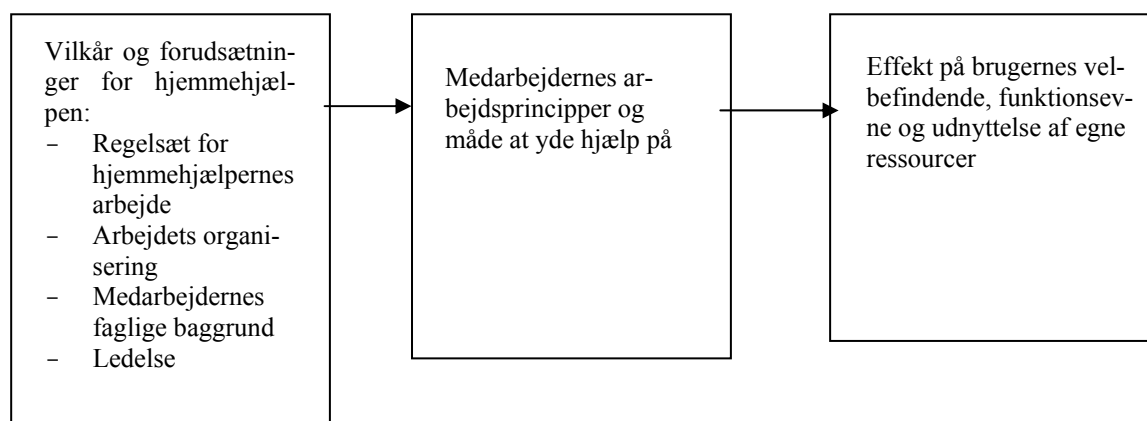 Vilkår og forudsætnin-
ger for hjemmehjæl-
pen:
– Regelsæt for
hjemmehjælpernes
arbejde
– Arbejdets organi-
sering
– Medarbejdernes
faglige baggrund
– Ledelse
Medarbejdernes ar-
bejdsprincipper og
måde at yde hjælp på
Effekt på brugernes vel-
befindende, funktionsev-
ne og udnyttelse af egne
ressourcer